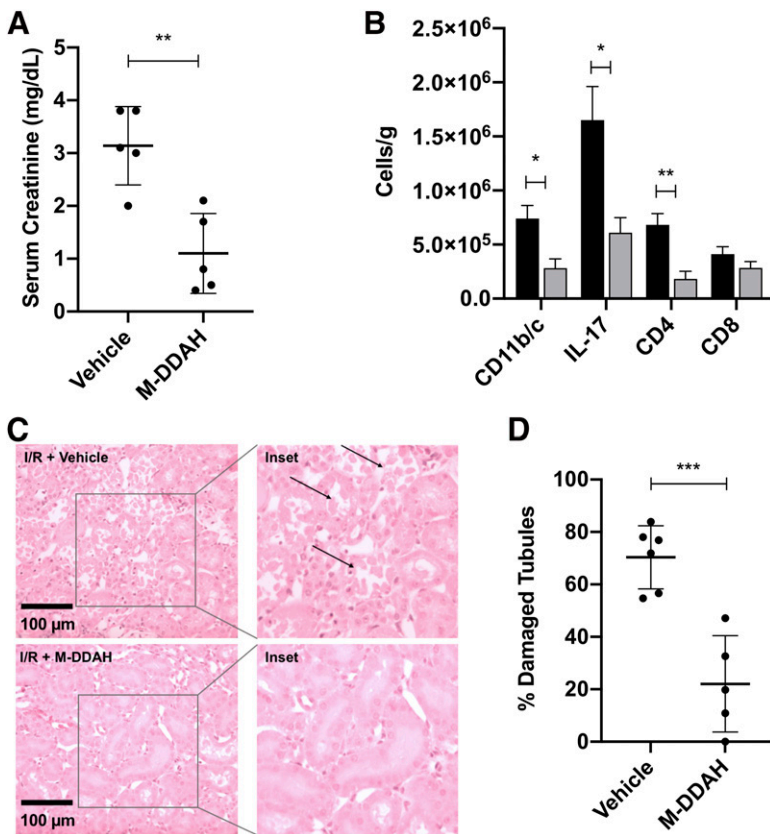 A
**
Serum Creatinine (mg/dL)
5
4
3
2
1
0
Vehicle
M-DDAH
B
Cells/g
2.5×10⁶
2.0×10⁶
1.5×10⁶
1.0×10⁶
5.0×10⁵
0.0
*
*
**
CD11b/c
IL-17
CD4
CD8
C
I/R + Vehicle
100 µm
Inset
I/R + M-DDAH
100 µm
Inset
D
***
% Damaged Tubules
100
80
60
40
20
0
Vehicle
M-DDAH